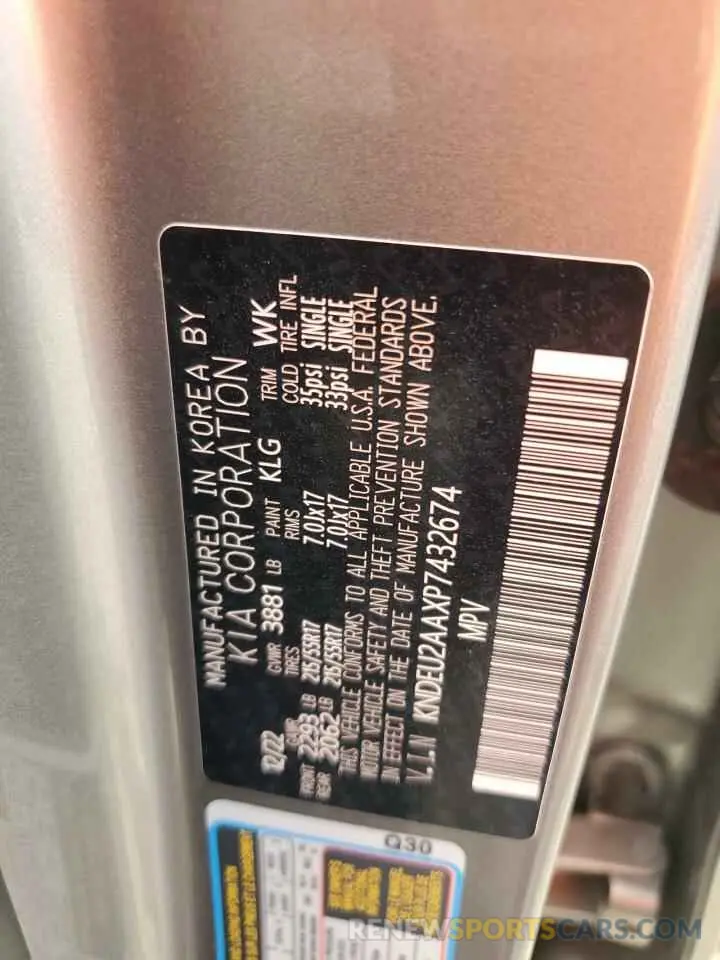 MANUFACTURED IN KOREA BY
KIA CORPORATION
12/22 GVWR 3881 LB PAINT KLG TRIM WK
GAWR TIRES RIMS COLD TIRE INFL
FRONT 2293 LB 215/55R17 7.0Jx17 35psi SINGLE
REAR 2062 LB 215/55R17 7.0Jx17 33psi SINGLE
THIS VEHICLE CONFORMS TO ALL APPLICABLE U.S.A. FEDERAL
MOTOR VEHICLE SAFETY AND THEFT PREVENTION STANDARDS
IN EFFECT ON THE DATE OF MANUFACTURE SHOWN ABOVE.
V.I.N KNDEU2AAXP7432674
MPV
Q30
RENEWSPORTSCARS.COM